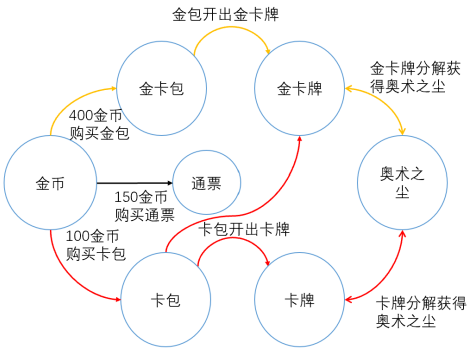 金包开出金卡牌
金卡包
金卡牌
金卡牌分解获
得奥术之尘
400金币
购买金包
金币
通票
奥术之
尘
150金币
购买通票
100金币
购买卡包
卡包开出卡牌
卡包
卡牌
卡牌分解获得
奥术之尘